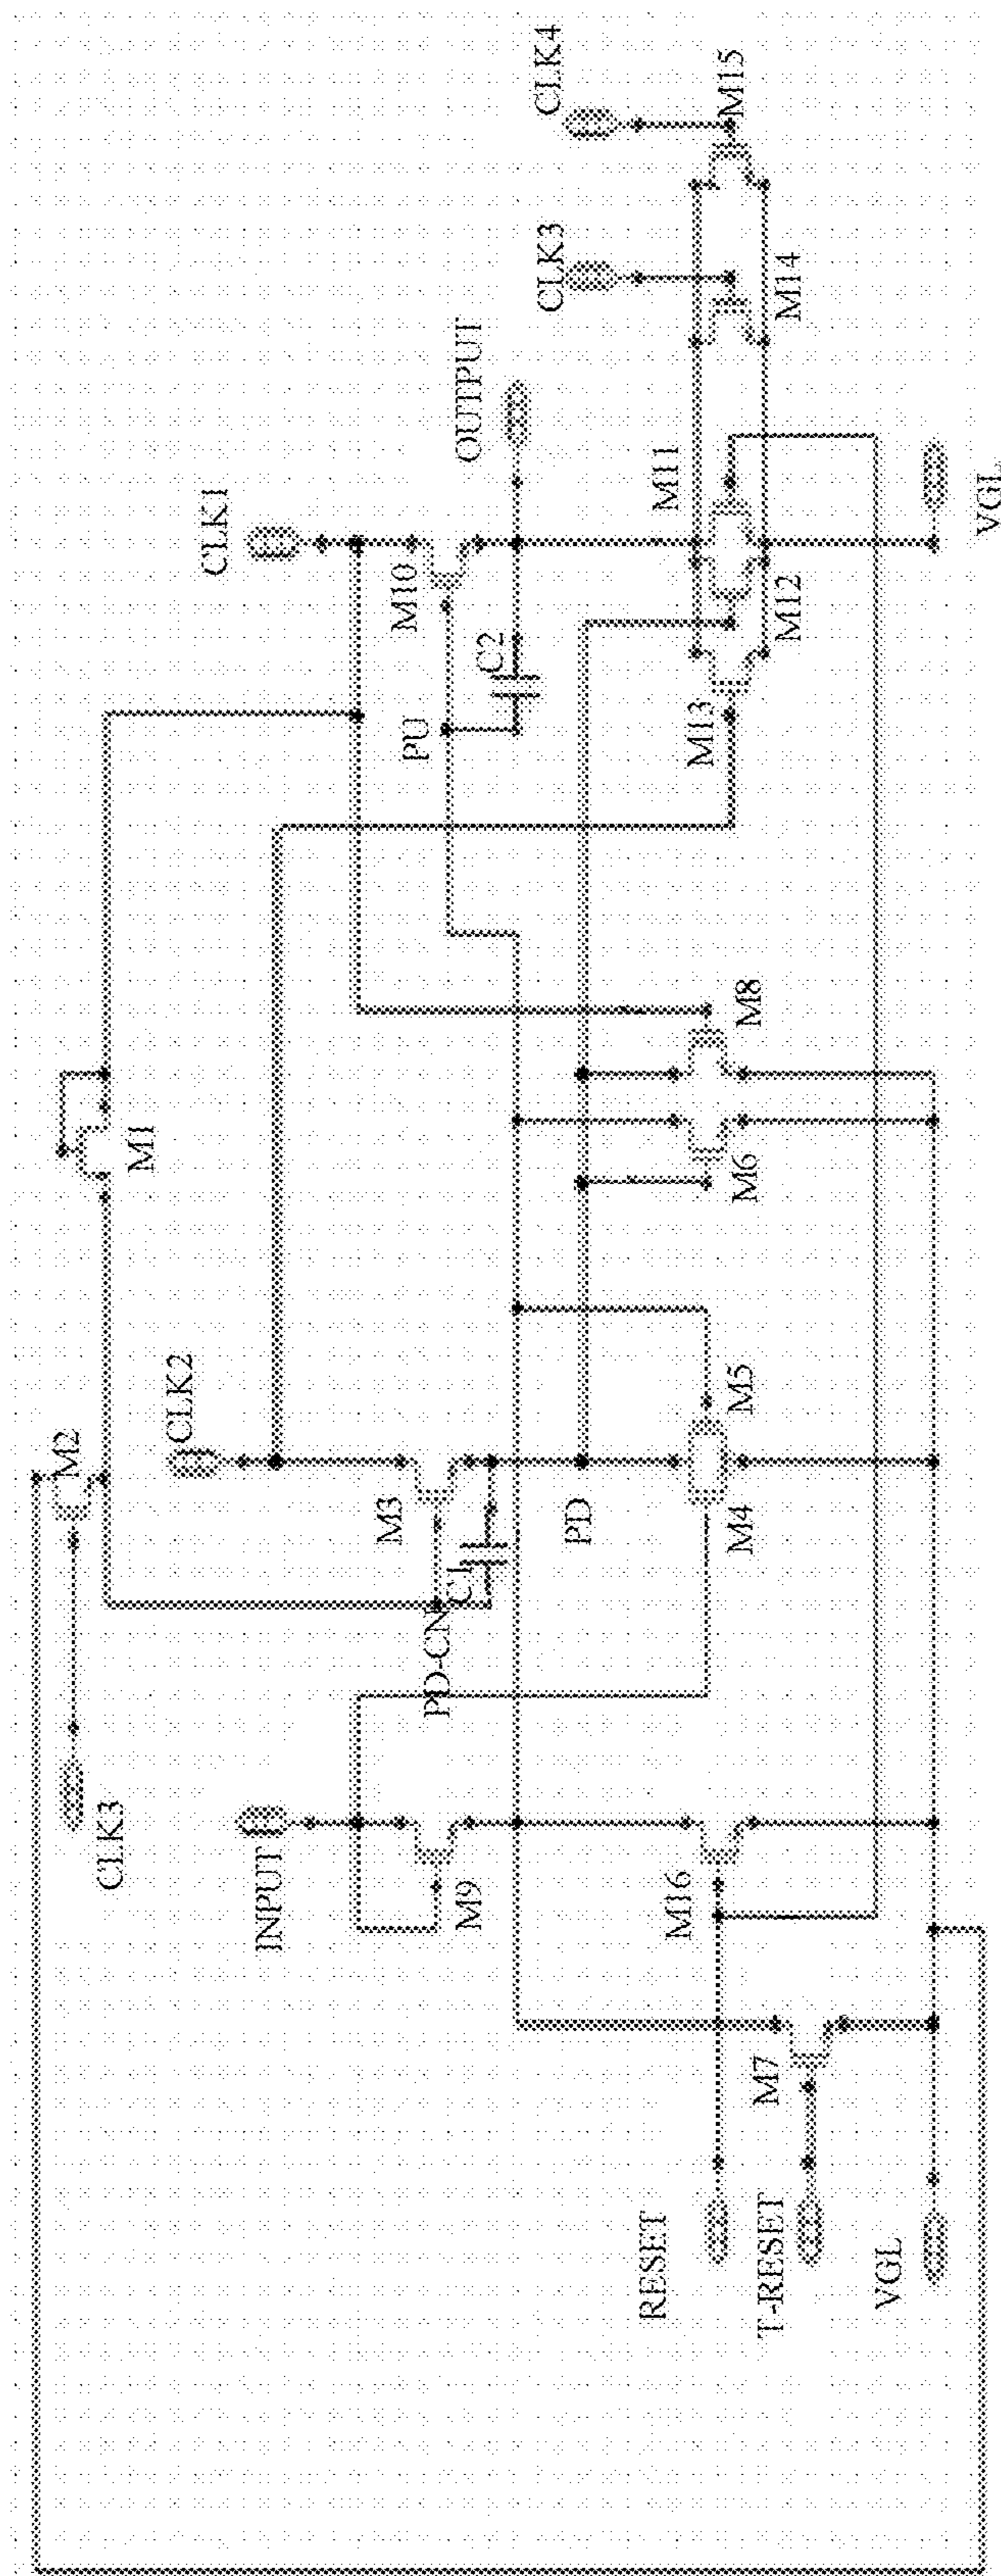 CLK4
M15
CLK3
M14
OUTPUT
M11
CLK1
VGL
M10
M12
C2
PU
M13
M8
M1
M6
CLK2
M2
M5
M3
PD
M4
C1
PD-CN
CLK3
INPUT
M9
M16
M7
RESET
T-RESET
VGL